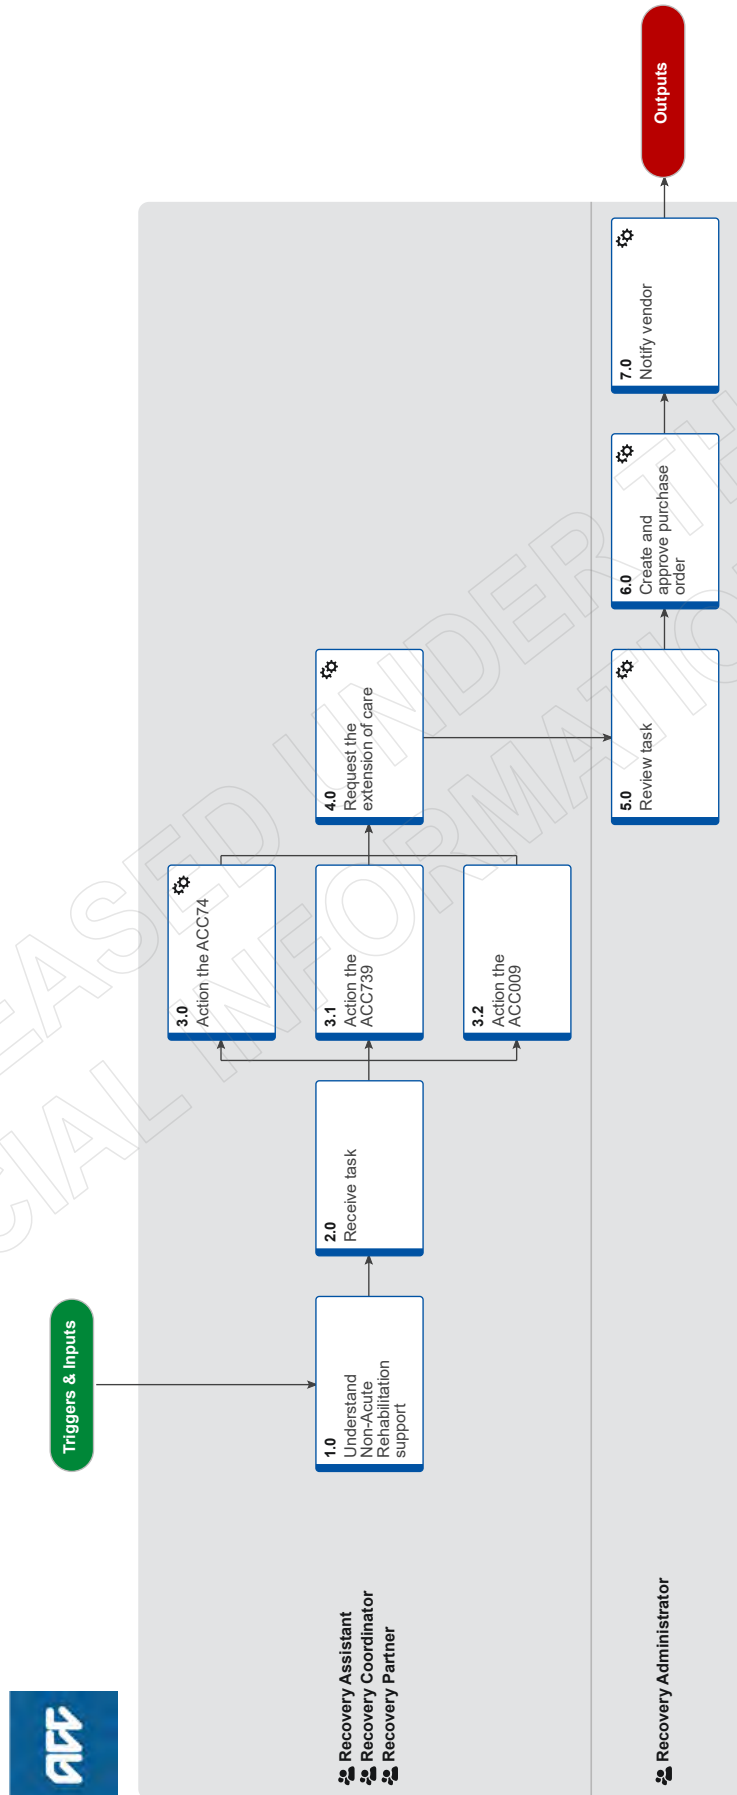 ACC
Triggers & Inputs
Outputs
Recovery Assistant
Recovery Coordinator
Recovery Partner
1.0
Understand
Non-Acute
Rehabilitation
support
2.0
Receive task
3.0
Action the ACC74
3.1
Action the
ACC739
3.2
Action the
ACC009
4.0
Request the
extension of care
Recovery Administrator
5.0
Review task
6.0
Create and
approve purchase
order
7.0
Notify vendor